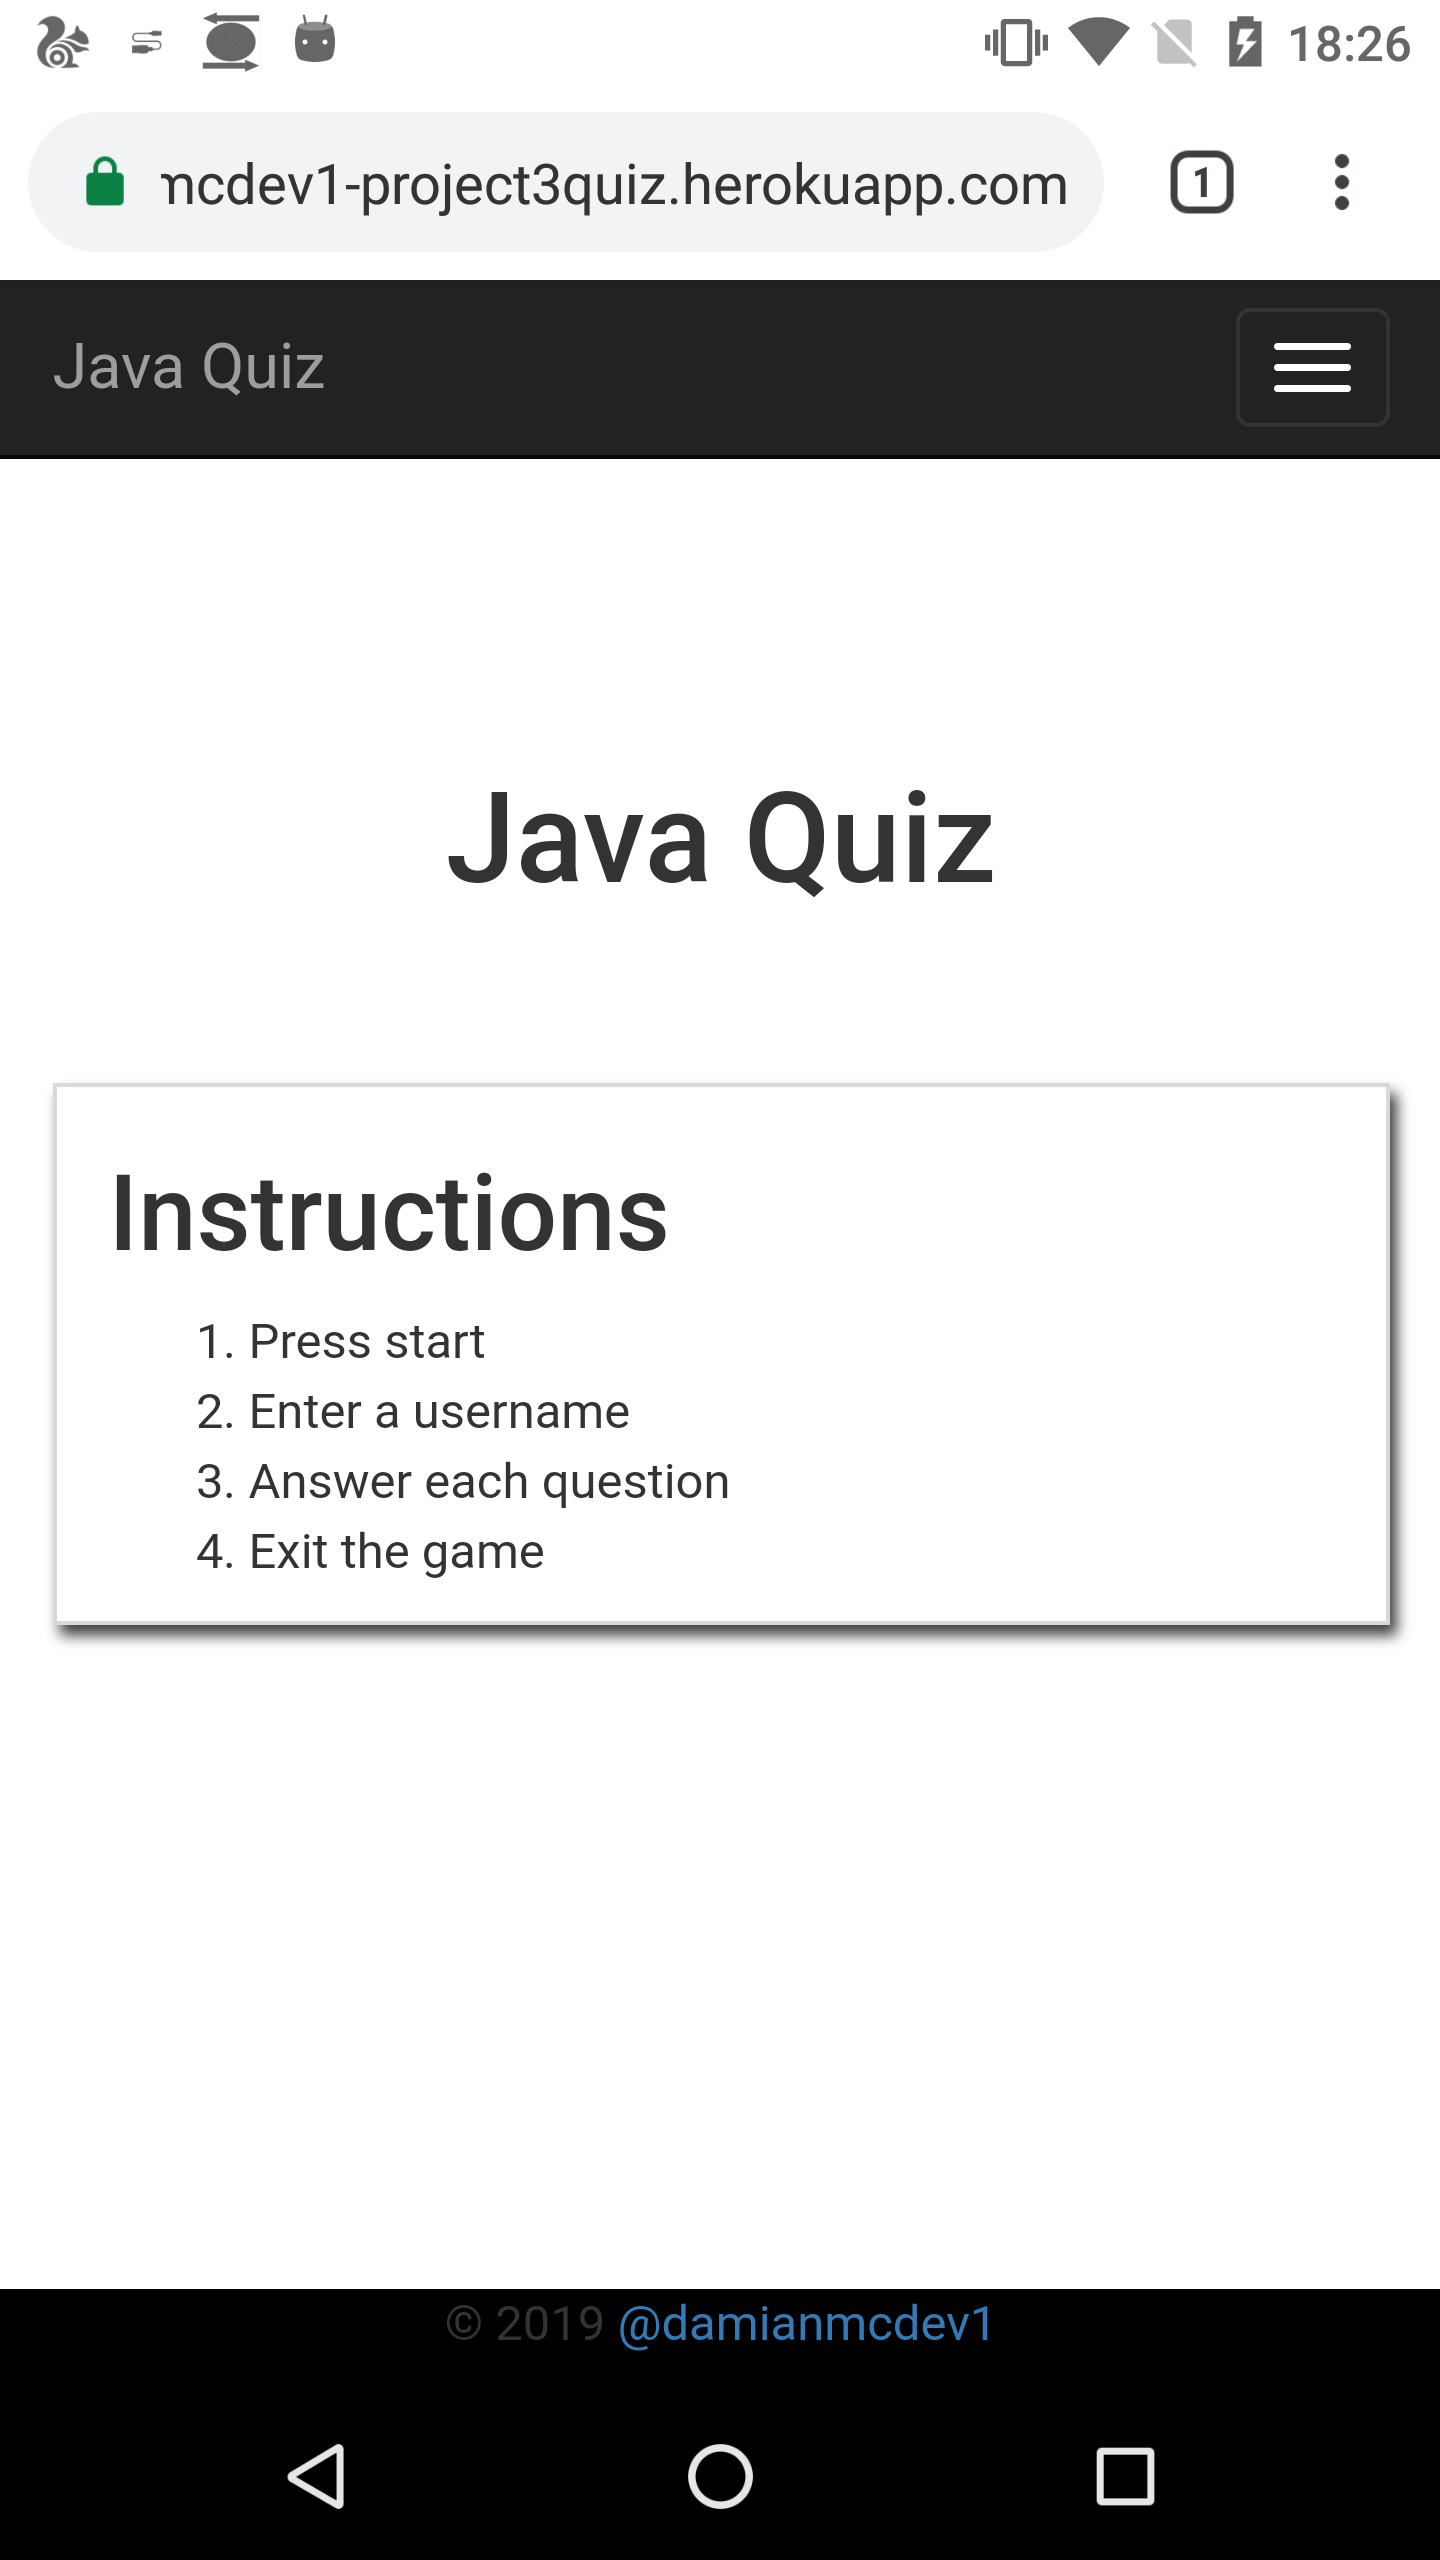 18:26
mcdev1-project3quiz.herokuapp.com
1
Java Quiz
Java Quiz
Instructions
1. Press start
2. Enter a username
3. Answer each question
4. Exit the game
© 2019 @damianmcdev1